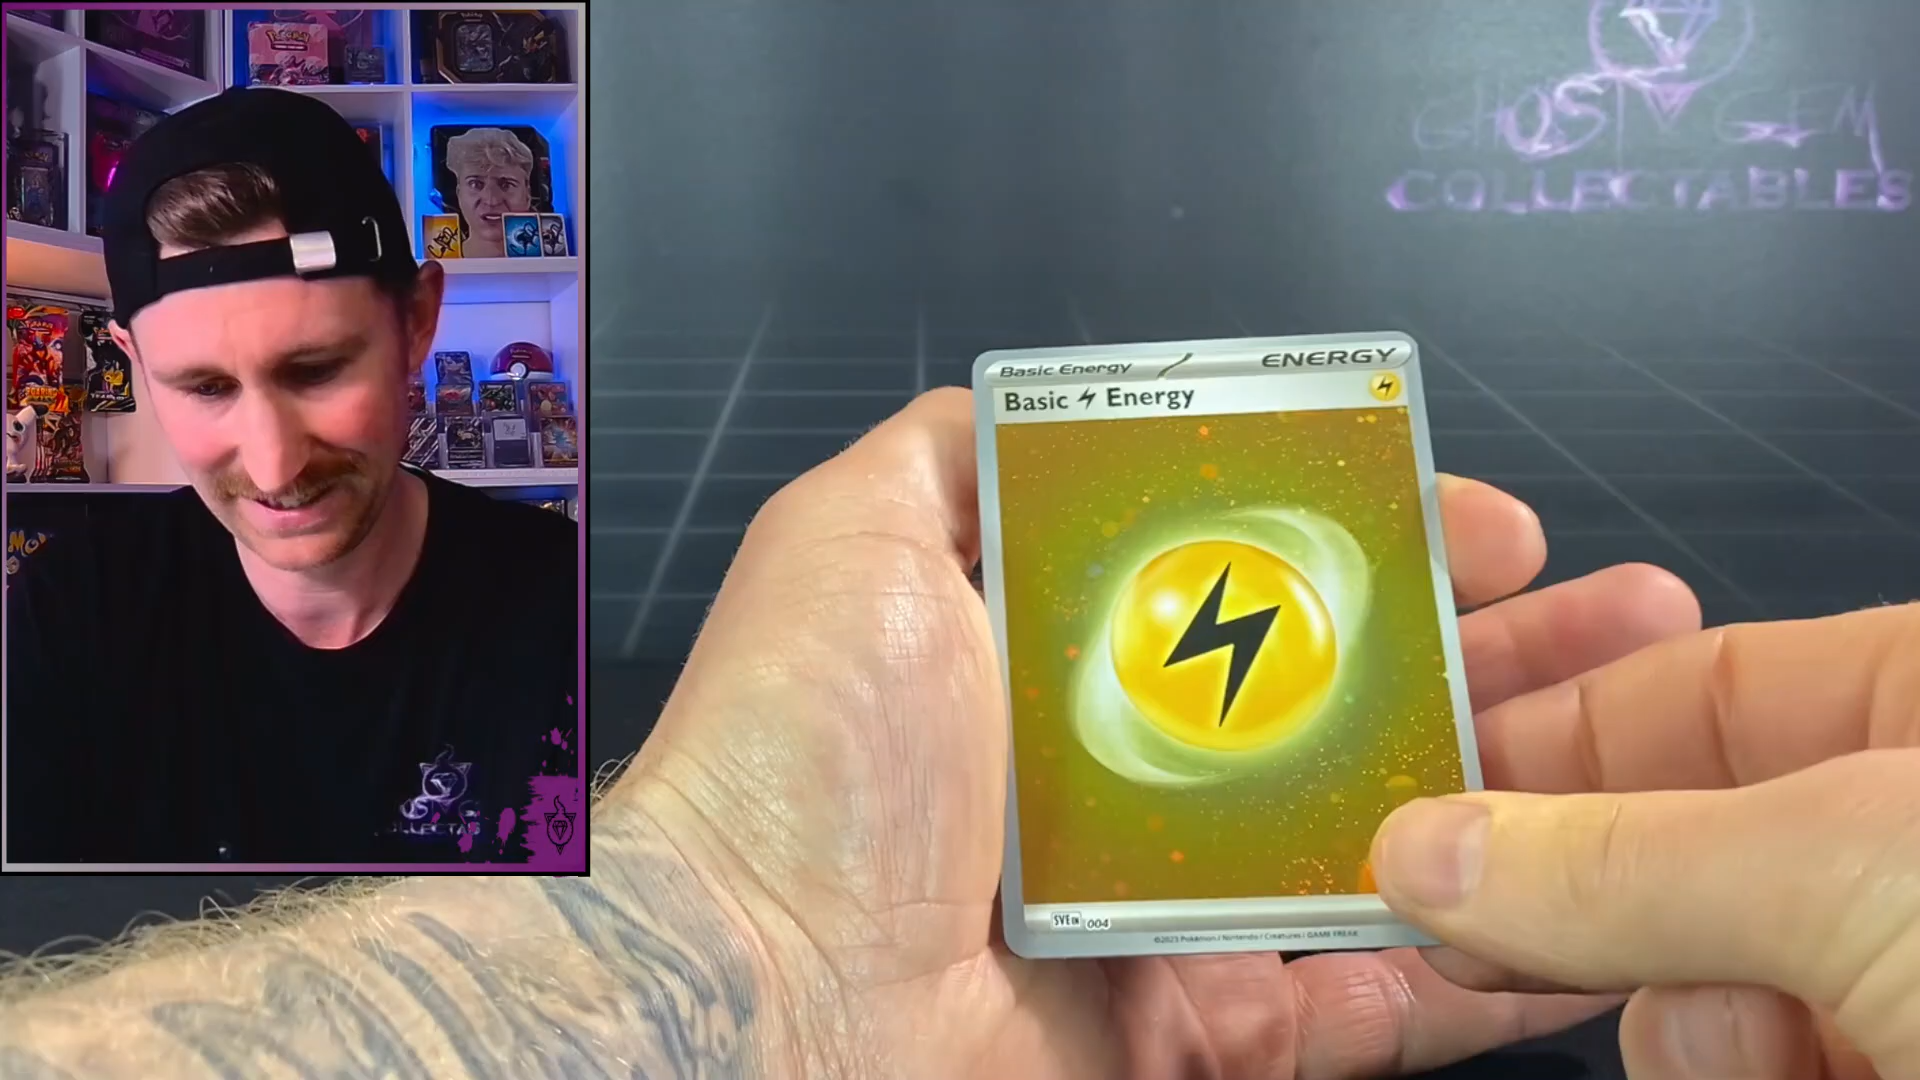 GHOST GEM
COLLECTABLES
Basic Energy
ENERGY
Basic Energy
SVE EN 004
©2023 Pokémon / Nintendo / Creatures / GAME FREAK